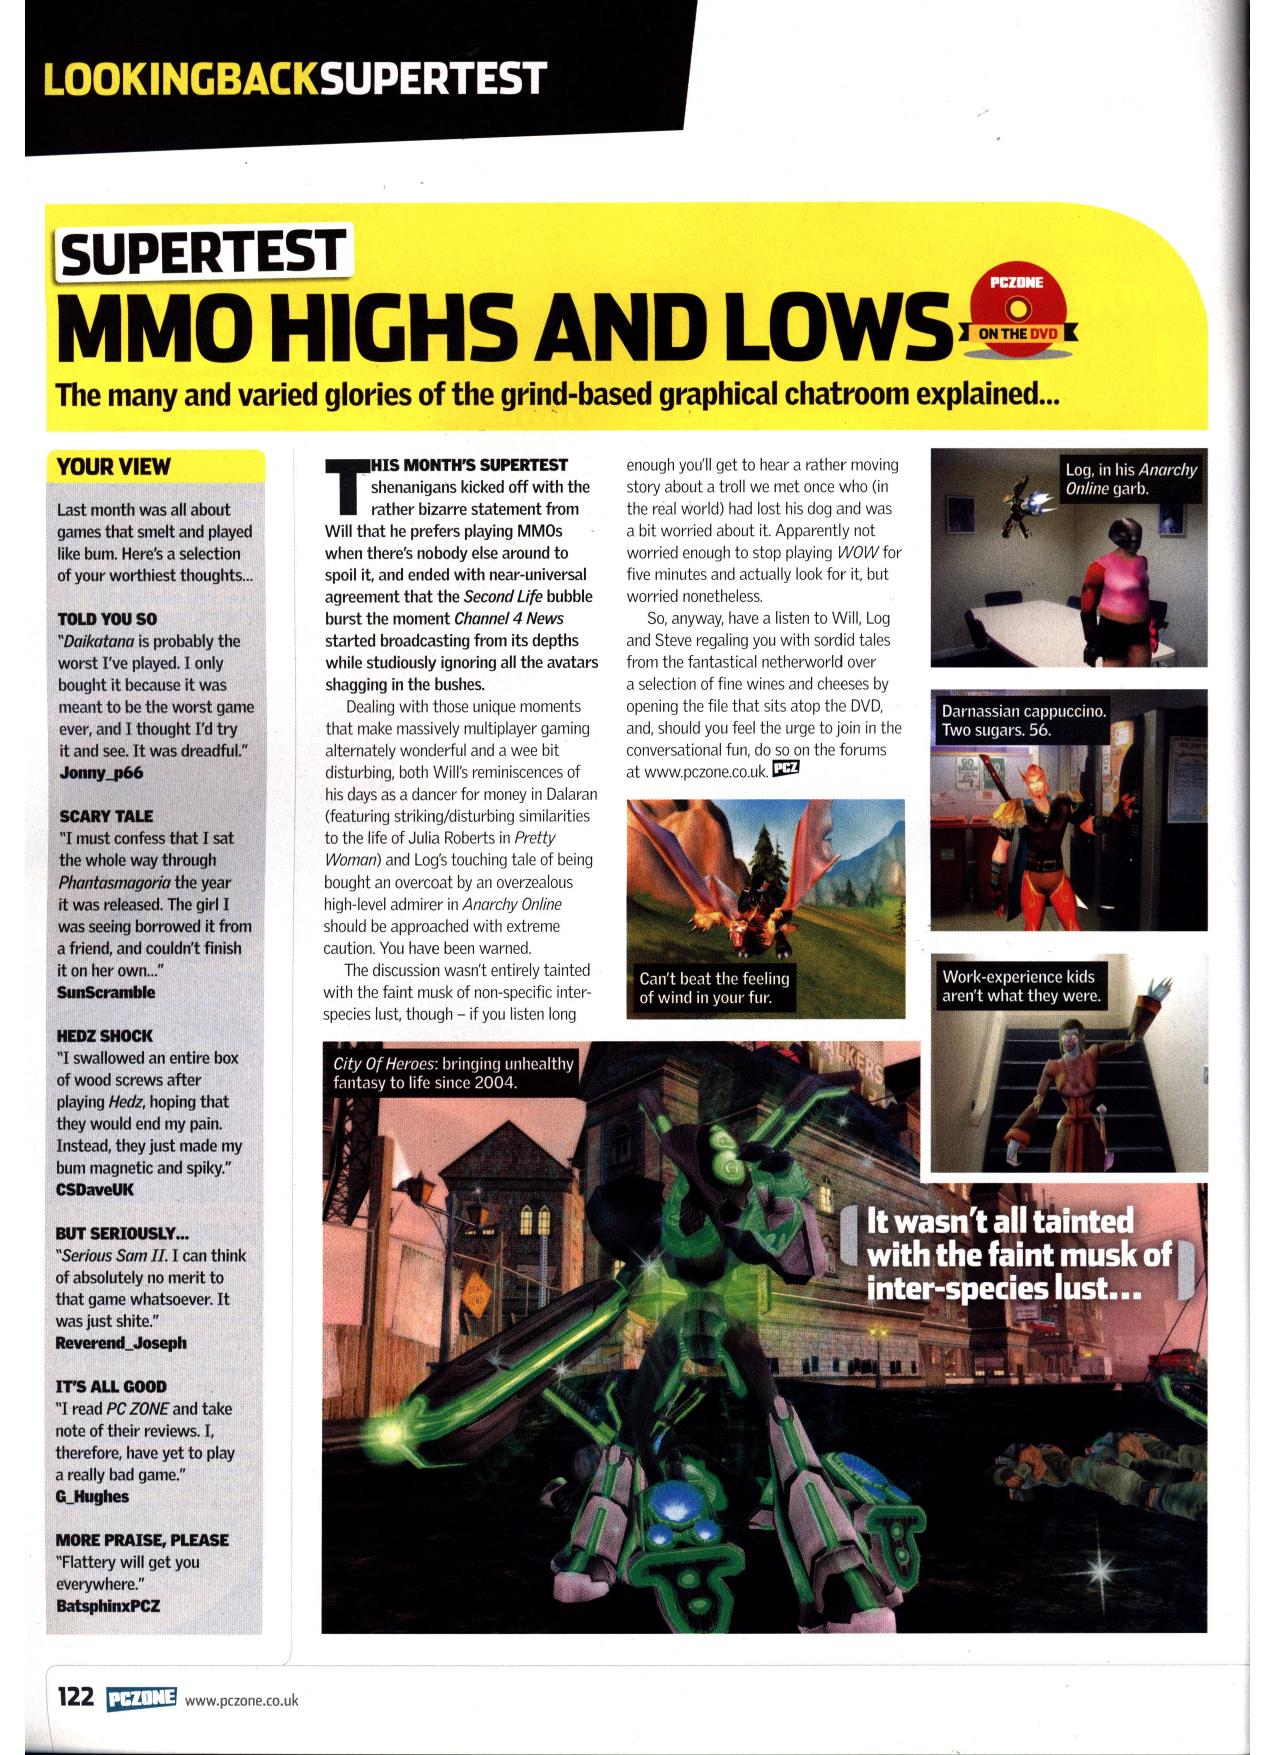 LOOKINGBACKSUPERTEST
SUPERTEST
MMO HIGHS AND LOWS
PCZONE
ON THE DVD
The many and varied glories of the grind-based graphical chatroom explained...
YOUR VIEW
Last month was all about
games that smelt and played
like bum. Here's a selection
of your worthiest thoughts...
TOLD YOU SO
"Daikatana is probably the
worst I've played. I only
bought it because it was
meant to be the worst game
ever, and I thought I'd try
it and see. It was dreadful."
Jonny_p66
SCARY TALE
"I must confess that I sat
the whole way through
Phantasmagoria the year
it was released. The girl I
was seeing borrowed it from
a friend, and couldn't finish
it on her own..."
SunScramble
HEDZ SHOCK
"I swallowed an entire box
of wood screws after
playing Hedz, hoping that
they would end my pain.
Instead, they just made my
bum magnetic and spiky."
CSDaveUK
BUT SERIOUSLY...
"Serious Sam II. I can think
of absolutely no merit to
that game whatsoever. It
was just shite."
Reverend_Joseph
IT'S ALL GOOD
"I read PC ZONE and take
note of their reviews. I,
therefore, have yet to play
a really bad game."
G_Hughes
MORE PRAISE, PLEASE
"Flattery will get you
everywhere."
BatsphinxPCZ
THIS MONTH'S SUPERTEST
shenanigans kicked off with the
rather bizarre statement from
Will that he prefers playing MMOs
when there's nobody else around to
spoil it, and ended with near-universal
agreement that the Second Life bubble
burst the moment Channel 4 News
started broadcasting from its depths
while studiously ignoring all the avatars
shagging in the bushes.
Dealing with those unique moments
that make massively multiplayer gaming
alternately wonderful and a wee bit
disturbing, both Will's reminiscences of
his days as a dancer for money in Dalaran
(featuring striking/disturbing similarities
to the life of Julia Roberts in Pretty
Woman) and Log's touching tale of being
bought an overcoat by an overzealous
high-level admirer in Anarchy Online
should be approached with extreme
caution. You have been warned.
The discussion wasn't entirely tainted
with the faint musk of non-specific inter-
species lust, though – if you listen long
enough you'll get to hear a rather moving
story about a troll we met once who (in
the real world) had lost his dog and was
a bit worried about it. Apparently not
worried enough to stop playing WOW for
five minutes and actually look for it, but
worried nonetheless.
So, anyway, have a listen to Will, Log
and Steve regaling you with sordid tales
from the fantastical netherworld over
a selection of fine wines and cheeses by
opening the file that sits atop the DVD,
and, should you feel the urge to join in the
conversational fun, do so on the forums
at www.pczone.co.uk. PCZ
Can't beat the feeling
of wind in your fur.
Log, in his Anarchy
Online garb.
Darnassian cappuccino.
Two sugars. 56.
Work-experience kids
aren't what they were.
City Of Heroes: bringing unhealthy
fantasy to life since 2004.
It wasn't all tainted
with the faint musk of
inter-species lust...
122 PCZONE www.pczone.co.uk